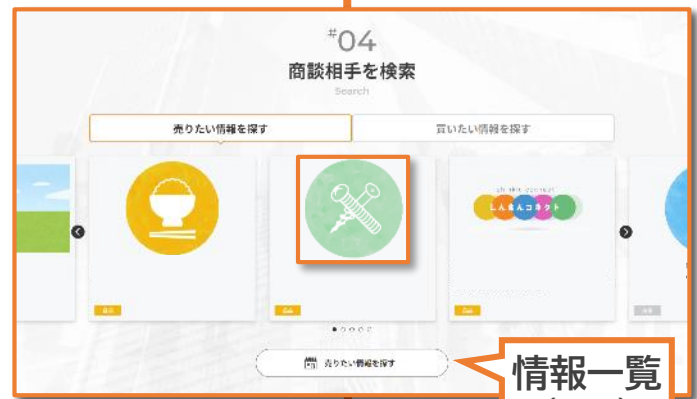 #04
商談相手を検索
Search
売りたい情報を探す
買いたい情報を探す
しんきんコネクト
売りたい情報を探す
情報一覧